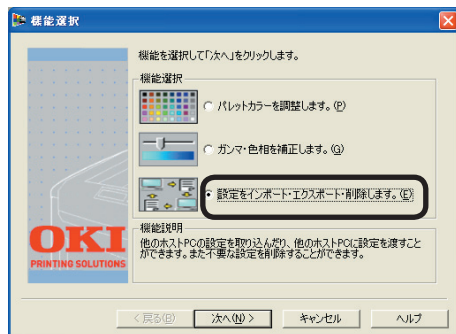 機能選択
機能を選択して「次へ」をクリックします。
機能選択
パレットカラーを調整します。(P)
ガンマ・色相を補正します。(G)
設定をインポート・エクスポート・削除します。(E)
OKI
PRINTING SOLUTIONS
機能説明
他のホストPCの設定を取り込んだり、他のホストPCに設定を渡すこと
ができます。また不要な設定を削除することができます。
< 戻る(B)
次へ(N) >
キャンセル
ヘルプ